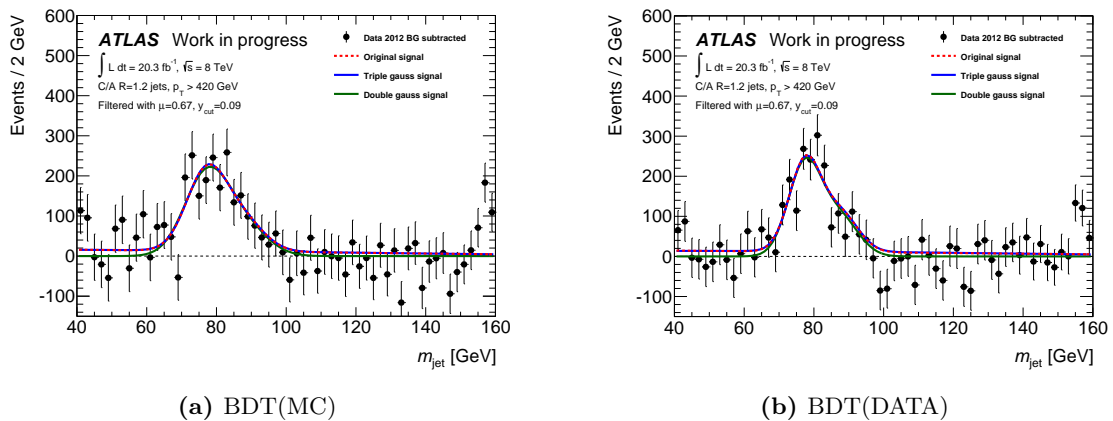 Events / 2 GeV
600
500
400
300
200
100
0
-100
ATLAS Work in progress
∫ L dt = 20.3 fb⁻¹, √s = 8 TeV
C/A R=1.2 jets, p_T > 420 GeV
Filtered with μ=0.67, y_cut=0.09
Data 2012 BG subtracted
Original signal
Triple gauss signal
Double gauss signal
40 60 80 100 120 140 160
m_jet [GeV]
(a) BDT(MC)
Events / 2 GeV
600
500
400
300
200
100
0
-100
ATLAS Work in progress
∫ L dt = 20.3 fb⁻¹, √s = 8 TeV
C/A R=1.2 jets, p_T > 420 GeV
Filtered with μ=0.67, y_cut=0.09
Data 2012 BG subtracted
Original signal
Triple gauss signal
Double gauss signal
40 60 80 100 120 140 160
m_jet [GeV]
(b) BDT(DATA)